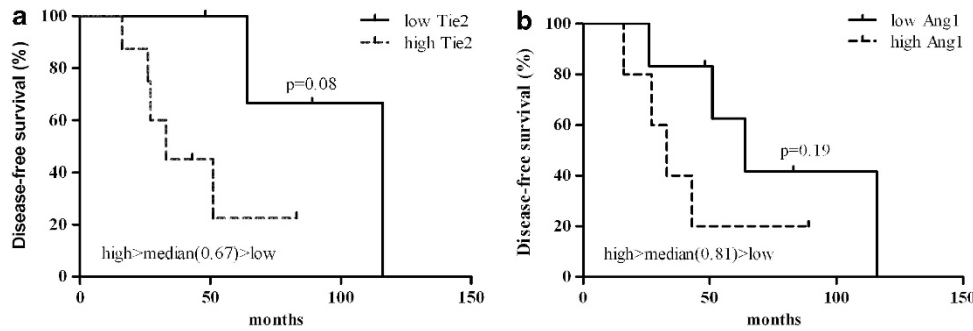 a
low Tie2
high Tie2
p=0.08
high>median(0.67)>low
Disease-free survival (%)
100
80
60
40
20
0
0
50
100
150
months
b
low Ang1
high Ang1
p=0.19
high>median(0.81)>low
Disease-free survival (%)
100
80
60
40
20
0
0
50
100
150
months